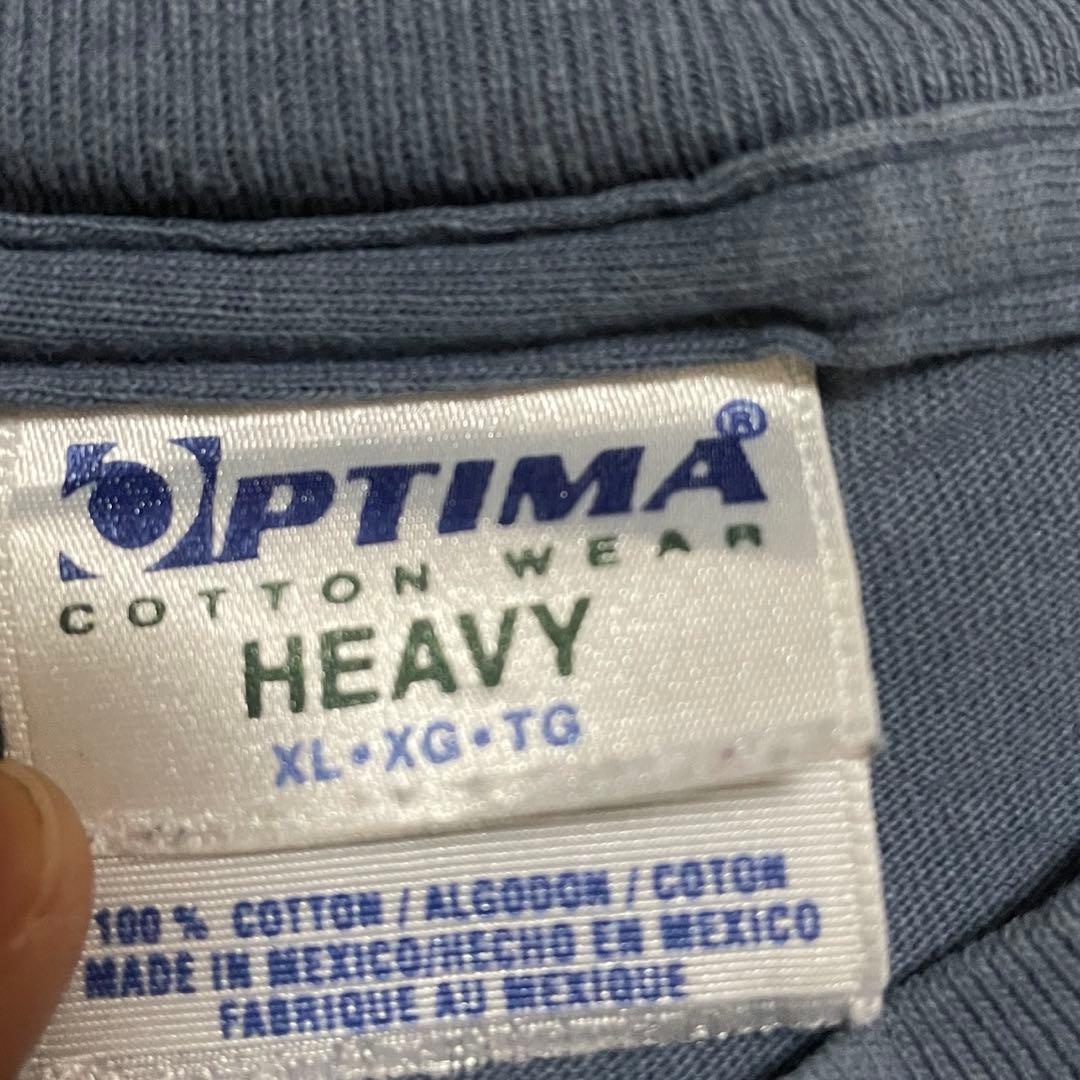 OPTIMA®
COTTON WEAR
HEAVY
XL•XG•TG
100% COTTON / ALGODON / COTON
MADE IN MEXICO/HECHO EN MEXICO
FABRIQUE AU MEXIQUE